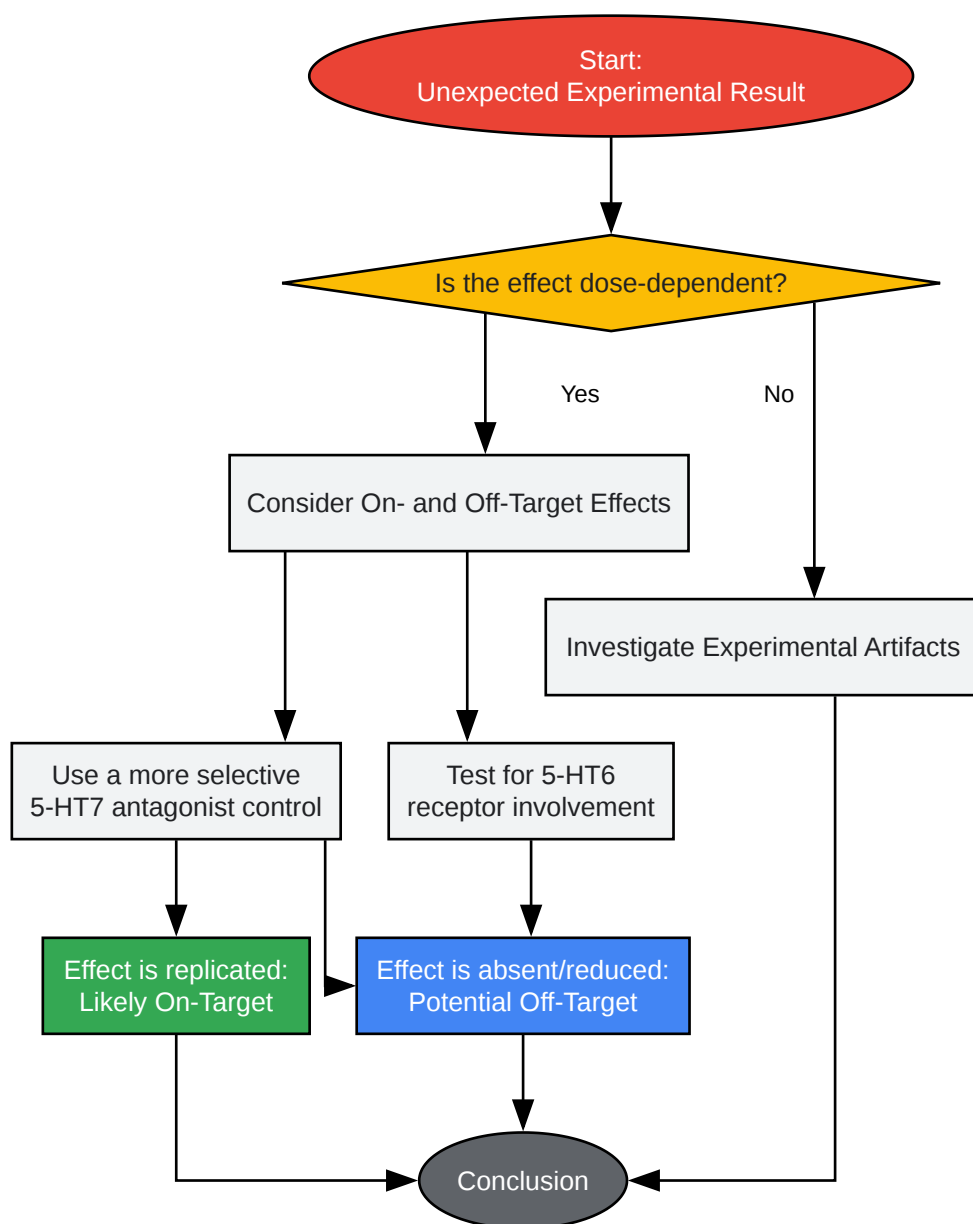 Start:
Unexpected Experimental Result
Is the effect dose-dependent?
Yes
No
Consider On- and Off-Target Effects
Investigate Experimental Artifacts
Use a more selective
5-HT7 antagonist control
Test for 5-HT6
receptor involvement
Effect is replicated:
Likely On-Target
Effect is absent/reduced:
Potential Off-Target
Conclusion